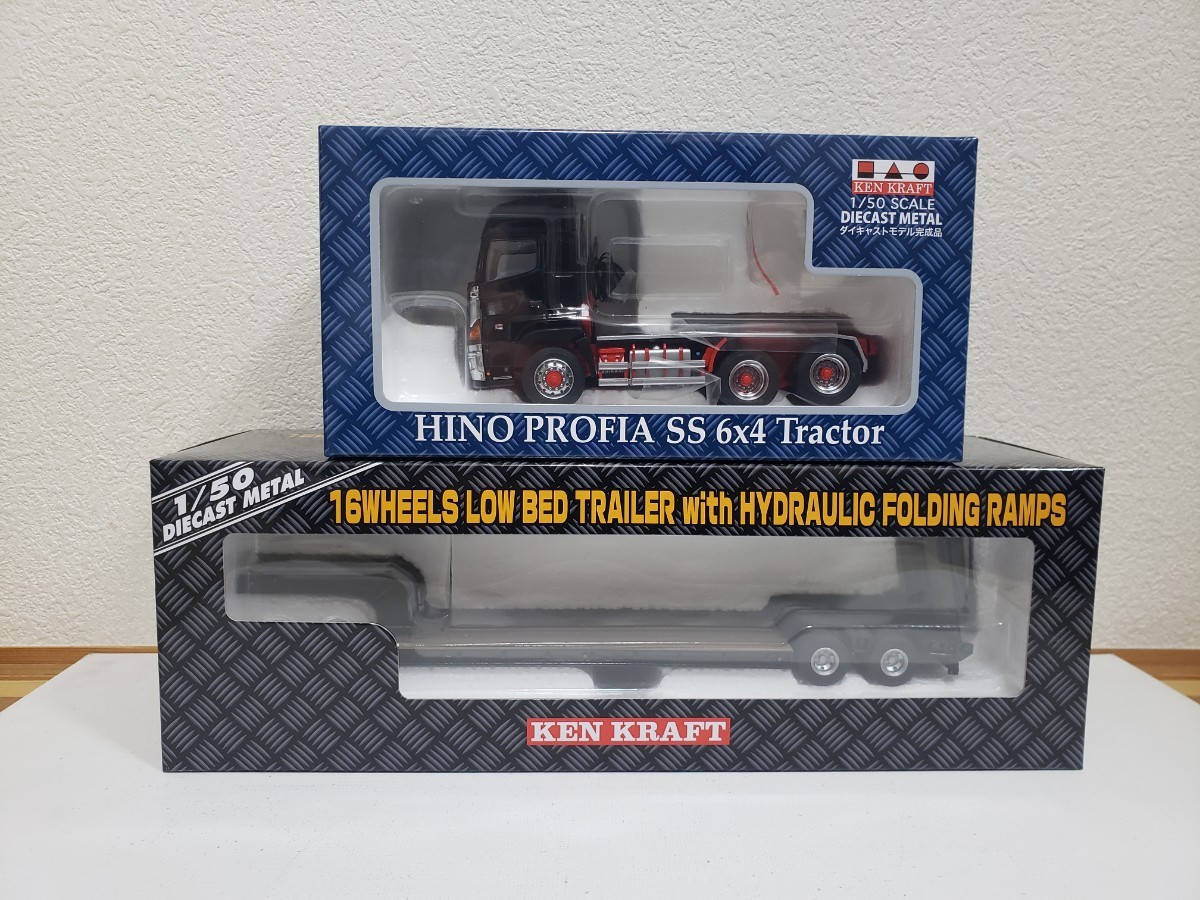 KEN KRAFT
1/50 SCALE
DIECAST METAL
ダイキャストモデル完成品
HINO PROFIA SS 6x4 Tractor
1/50
DIECAST METAL
16WHEELS LOW BED TRAILER with HYDRAULIC FOLDING RAMPS
KEN KRAFT